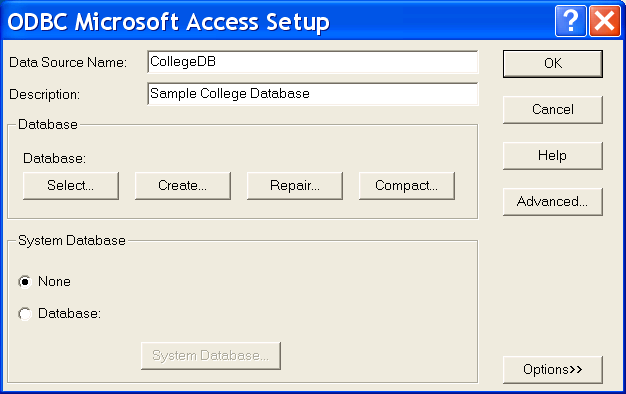 ODBC Microsoft Access Setup
Data Source Name: CollegeDB
OK
Description: Sample College Database
Cancel
Database
Database:
Select... Create... Repair... Compact...
Help
Advanced...
System Database
None
Database:
System Database...
Options>>